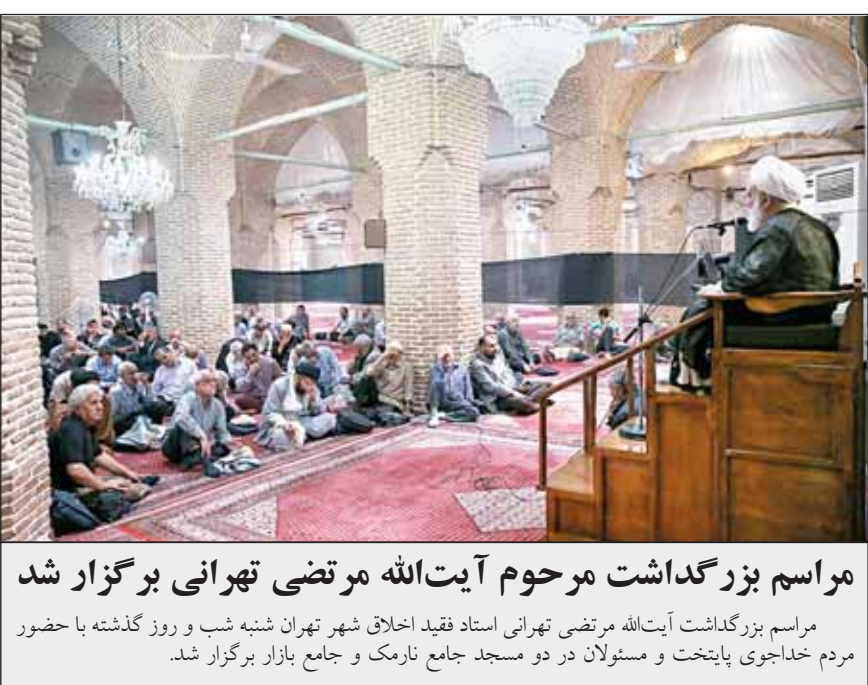 مراسم بزرگداشت مرحوم آیت‌الله مرتضی تهرانی برگزار شد
مراسم بزرگداشت آیت‌الله مرتضی تهرانی استاد فقید اخلاق شهر تهران شنبه شب و روز گذشته با حضور
مردم خداجوی پایتخت و مسئولان در دو مسجد جامع نارمک و جامع بازار برگزار شد.